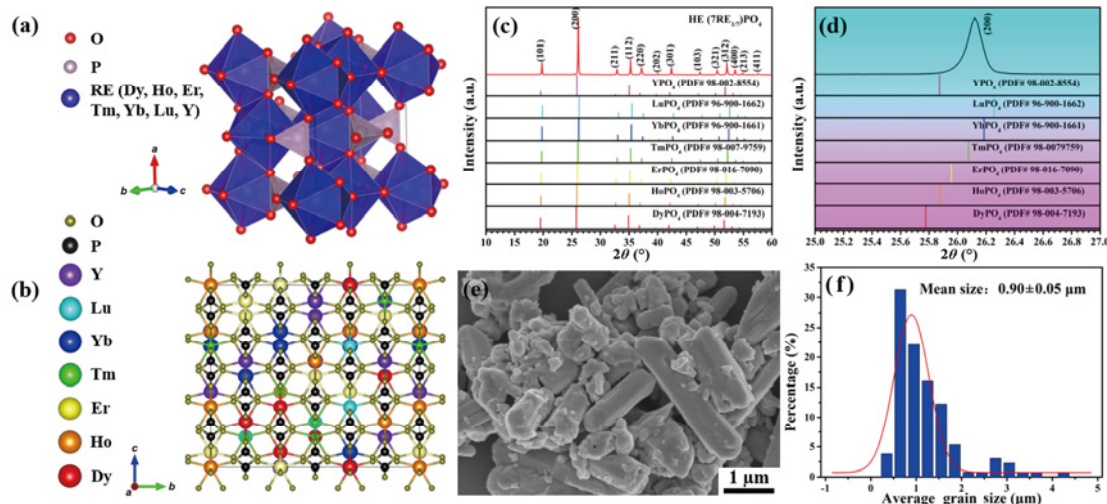 (a)
O
P
RE (Dy, Ho, Er,
Tm, Yb, Lu, Y)
a
b
c
(b)
O
P
Y
Lu
Yb
Tm
Er
Ho
Dy
c
a
b
(c)
HE (7RE₁/₇)PO₄
(101)
(200)
(211)
(112)
(220)
(202)
(301)
(103)
(321)
(312)
(400)
(213)
(411)
YPO₄ (PDF# 98-002-8554)
LuPO₄ (PDF# 96-900-1662)
YbPO₄ (PDF# 96-900-1661)
TmPO₄ (PDF# 98-007-9759)
ErPO₄ (PDF# 98-016-7090)
HoPO₄ (PDF# 98-003-5706)
DyPO₄ (PDF# 98-004-7193)
Intensity (a.u.)
10 15 20 25 30 35 40 45 50 55 60
2θ (°)
(d)
(200)
YPO₄ (PDF# 98-002-8554)
LuPO₄ (PDF# 96-900-1662)
YbPO₄ (PDF# 96-900-1661)
TmPO₄ (PDF# 98-0079759)
ErPO₄ (PDF# 98-016-7090)
HoPO₄ (PDF# 98-003-5706)
DyPO₄ (PDF# 98-004-7193)
Intensity (a.u.)
25.0 25.2 25.4 25.6 25.8 26.0 26.2 26.4 26.6 26.8 27.0
2θ (°)
(e)
1 μm
(f)
Mean size: 0.90±0.05 μm
Percentage (%)
35
30
25
20
15
10
5
0
-1 0 1 2 3 4 5
Average grain size (μm)